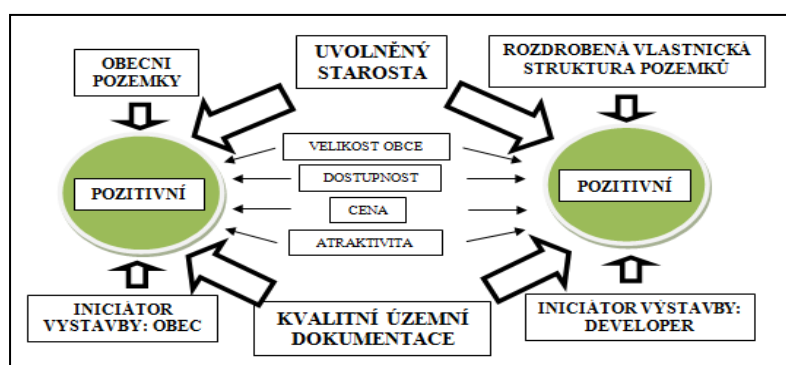 OBECNI
POZEMKY
UVOLNĚNÝ
STAROSTA
ROZDROBENÁ VLASTNICKÁ
STRUKTURA POZEMKŮ
VELIKOST OBCE
DOSTUPNOST
CENA
ATRAKTIVITA
POZITIVNÍ
POZITIVNÍ
INICIÁTOR
VYSTAVBY: OBEC
KVALITNÍ ÚZEMNÍ
DOKUMENTACE
INICIÁTOR VÝSTAVBY:
DEVELOPER